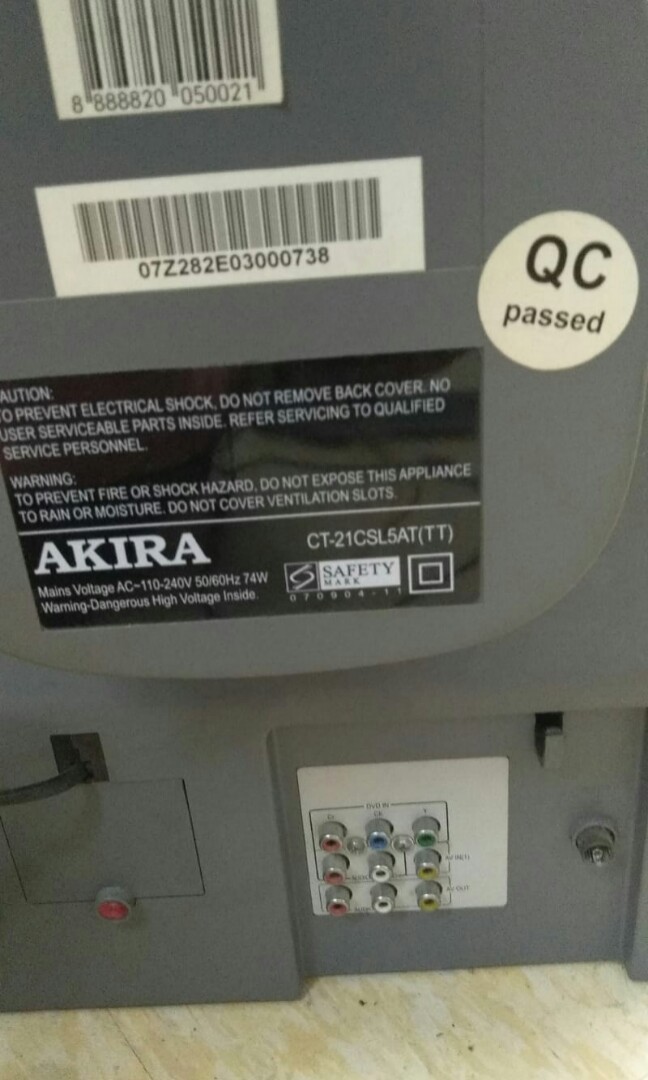 8 888820 050021
07Z282E03000738
QC
passed
AUTION:
O PREVENT ELECTRICAL SHOCK, DO NOT REMOVE BACK COVER. NO
USER SERVICEABLE PARTS INSIDE. REFER SERVICING TO QUALIFIED
SERVICE PERSONNEL.
WARNING:
TO PREVENT FIRE OR SHOCK HAZARD, DO NOT EXPOSE THIS APPLIANCE
TO RAIN OR MOISTURE. DO NOT COVER VENTILATION SLOTS.
AKIRA
CT-21CSL5AT(TT)
Mains Voltage AC~110-240V 50/60Hz 74W
Warning-Dangerous High Voltage Inside.
SAFETY
MARK
070904-11
DVD IN
Y
AV IN(1)
AV OUT